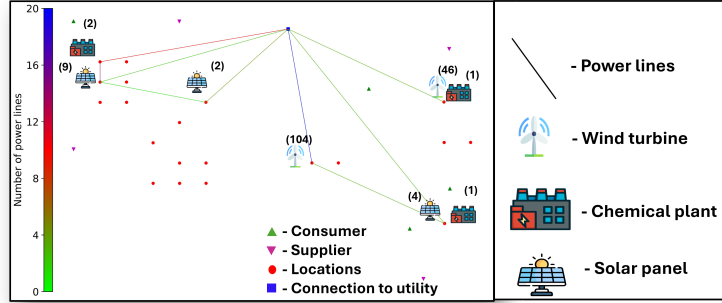 20
16
12
8
4
0
Number of power lines
(2)
(9)
(2)
(46)
(1)
(104)
(4)
(1)
- Consumer
- Supplier
- Locations
- Connection to utility
- Power lines
- Wind turbine
- Chemical plant
- Solar panel